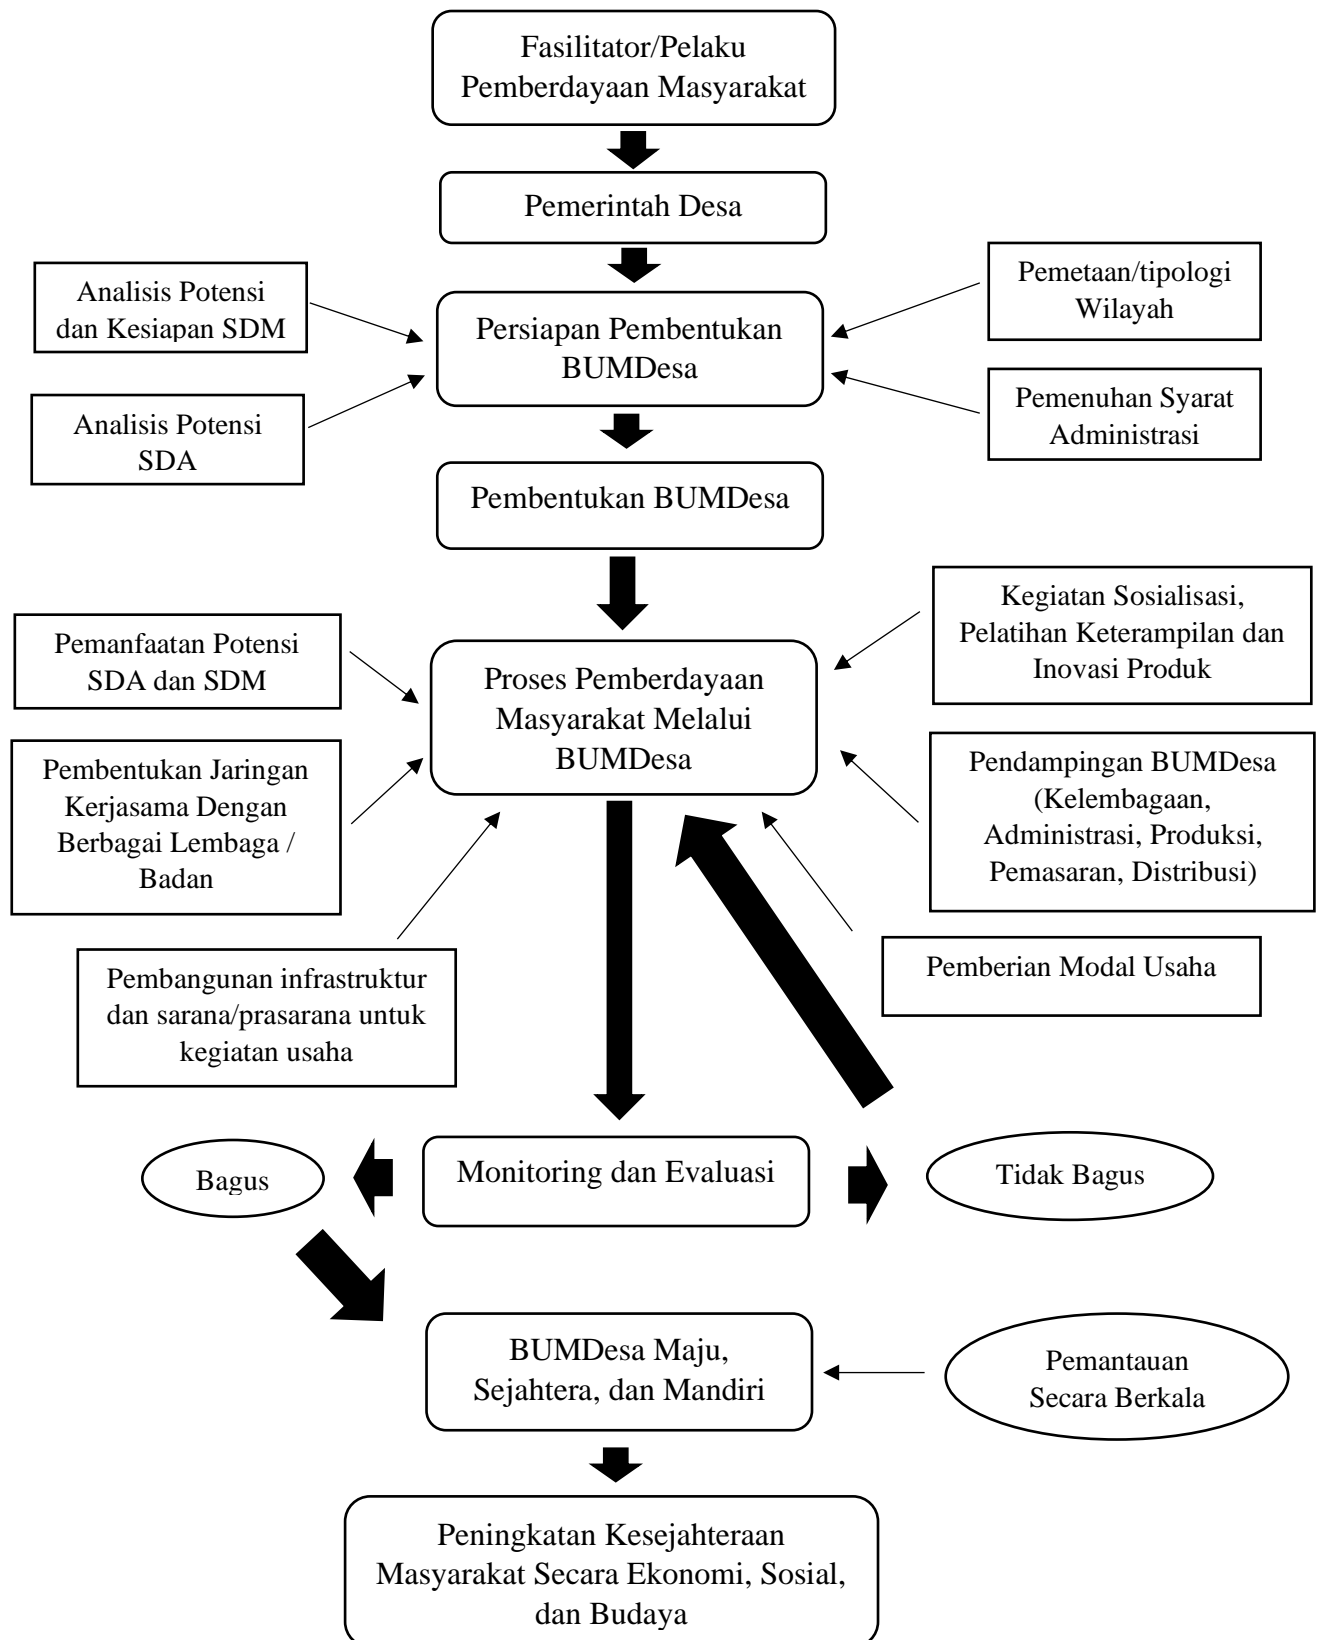 Fasilitator/Pelaku
Pemberdayaan Masyarakat
Pemerintah Desa
Analisis Potensi
dan Kesiapan SDM
Persiapan Pembentukan
BUMDesa
Pemetaan/tipologi
Wilayah
Analisis Potensi
SDA
Pemenuhan Syarat
Administrasi
Pembentukan BUMDesa
Pemanfaatan Potensi
SDA dan SDM
Proses Pemberdayaan
Masyarakat Melalui
BUMDesa
Kegiatan Sosialisasi,
Pelatihan Keterampilan dan
Inovasi Produk
Pembentukan Jaringan
Kerjasama Dengan
Berbagai Lembaga /
Badan
Pendampingan BUMDesa
(Kelembagaan,
Administrasi, Produksi,
Pemasaran, Distribusi)
Pembangunan infrastruktur
dan sarana/prasarana untuk
kegiatan usaha
Pemberian Modal Usaha
Bagus
Monitoring dan Evaluasi
Tidak Bagus
BUMDesa Maju,
Sejahtera, dan Mandiri
Pemantauan
Secara Berkala
Peningkatan Kesejahteraan
Masyarakat Secara Ekonomi, Sosial,
dan Budaya